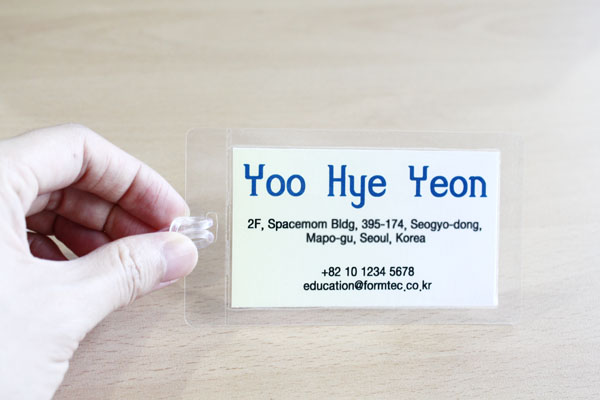 Yoo Hye Yeon
2F, Spacemom Bldg, 395-174, Seogyo-dong,
Mapo-gu, Seoul, Korea
+82 10 1234 5678
education@formtec.co.kr